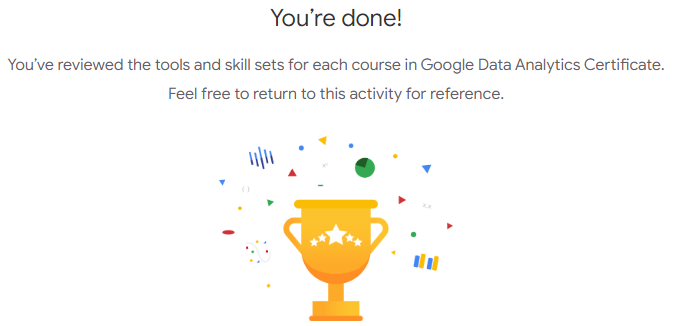 You're done!
You've reviewed the tools and skill sets for each course in Google Data Analytics Certificate.
Feel free to return to this activity for reference.